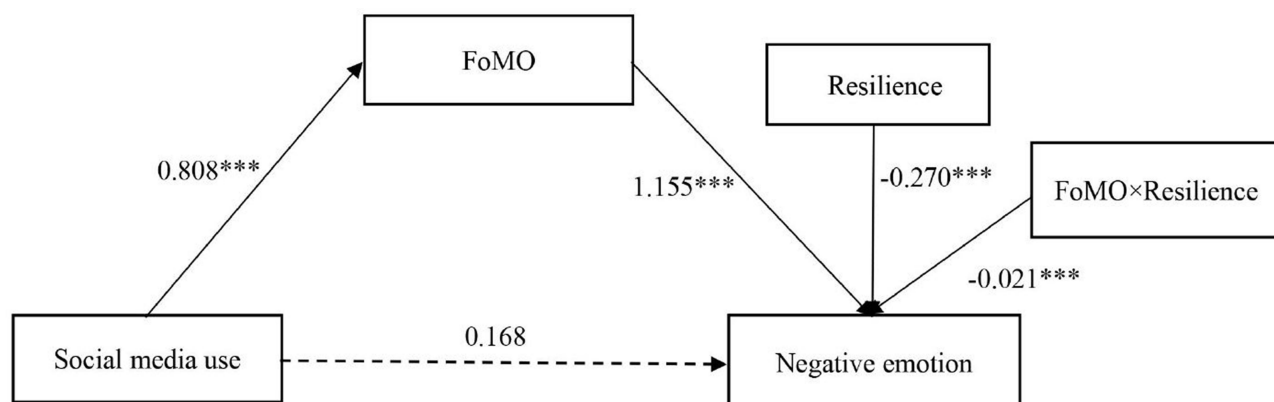 FoMO
Resilience
0.808***
1.155***
-0.270***
FoMO×Resilience
-0.021***
Social media use
0.168
Negative emotion